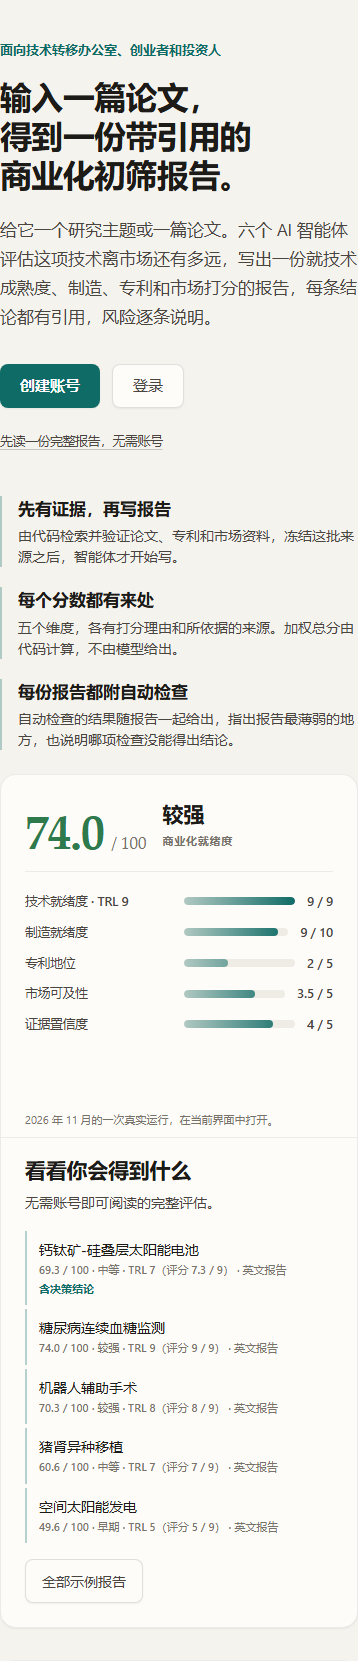 面向技术转移办公室、创业者和投资人
输入一篇论文，
得到一份带引用的
商业化初筛报告。
给它一个研究主题或一篇论文。六个 AI 智能体
评估这项技术离市场还有多远，写出一份就技术
成熟度、制造、专利和市场打分的报告，每条结
论都有引用，风险逐条说明。
创建账号
登录
先读一份完整报告，无需账号
先有证据，再写报告
由代码检索并验证论文、专利和市场资料，冻结这批来
源之后，智能体才开始写。
每个分数都有来处
五个维度，各有打分理由和所依据的来源。加权总分由
代码计算，不由模型给出。
每份报告都附自动检查
自动检查的结果随报告一起给出，指出报告最薄弱的地
方，也说明哪项检查没能得出结论。
74.0 / 100
较强
商业化就绪度
技术就绪度 · TRL 9 9 / 9
制造就绪度 9 / 10
专利地位 2 / 5
市场可及性 3.5 / 5
证据置信度 4 / 5
2026 年 11 月的一次真实运行，在当前界面中打开。
看看你会得到什么
无需账号即可阅读的完整评估。
钙钛矿-硅叠层太阳能电池
69.3 / 100 · 中等 · TRL 7（评分 7.3 / 9） · 英文报告
含决策结论
糖尿病连续血糖监测
74.0 / 100 · 较强 · TRL 9（评分 9 / 9） · 英文报告
机器人辅助手术
70.3 / 100 · 较强 · TRL 8（评分 8 / 9） · 英文报告
猪肾异种移植
60.6 / 100 · 中等 · TRL 7（评分 7 / 9） · 英文报告
空间太阳能发电
49.6 / 100 · 早期 · TRL 5（评分 5 / 9） · 英文报告
全部示例报告